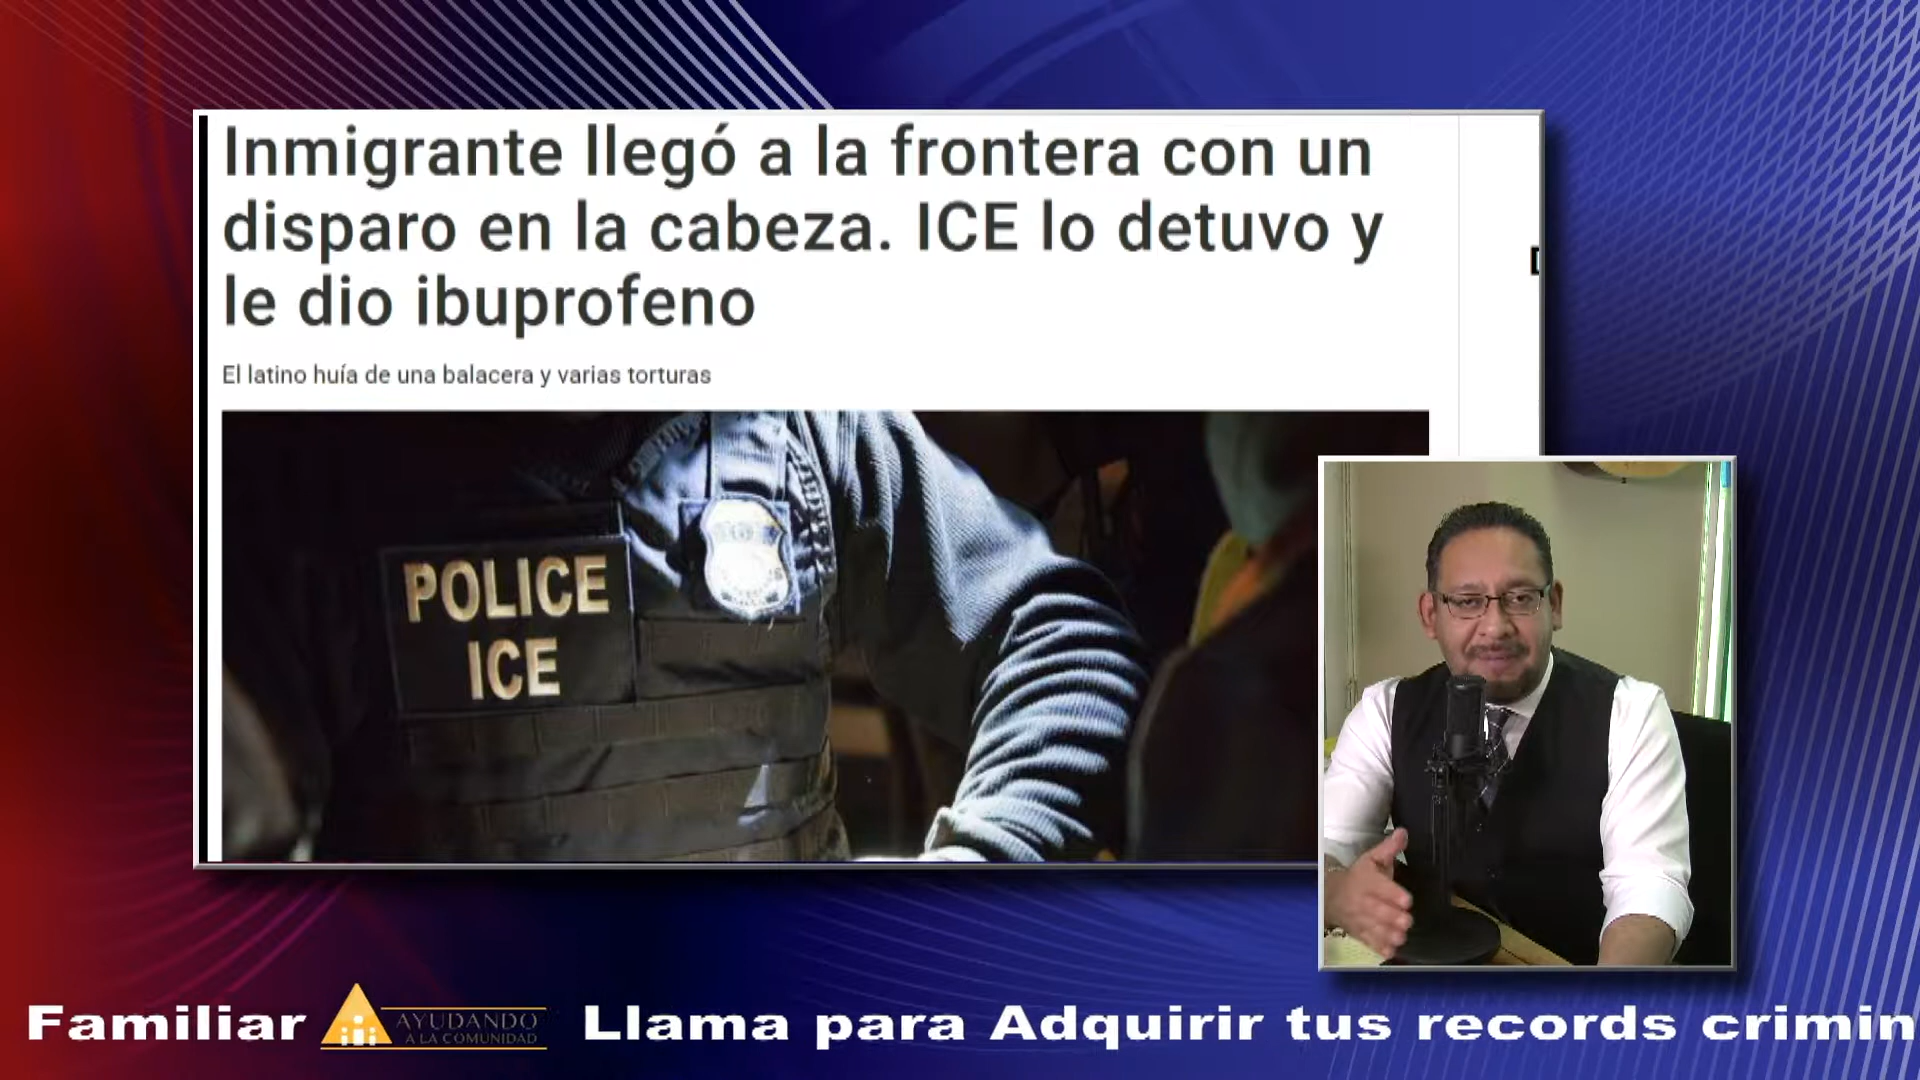 Inmigrante llegó a la frontera con un
disparo en la cabeza. ICE lo detuvo y
le dio ibuprofeno
El latino huía de una balacera y varias torturas
POLICE
ICE
Familiar AYUDANDO A LA COMUNIDAD Llama para Adquirir tus records crimin